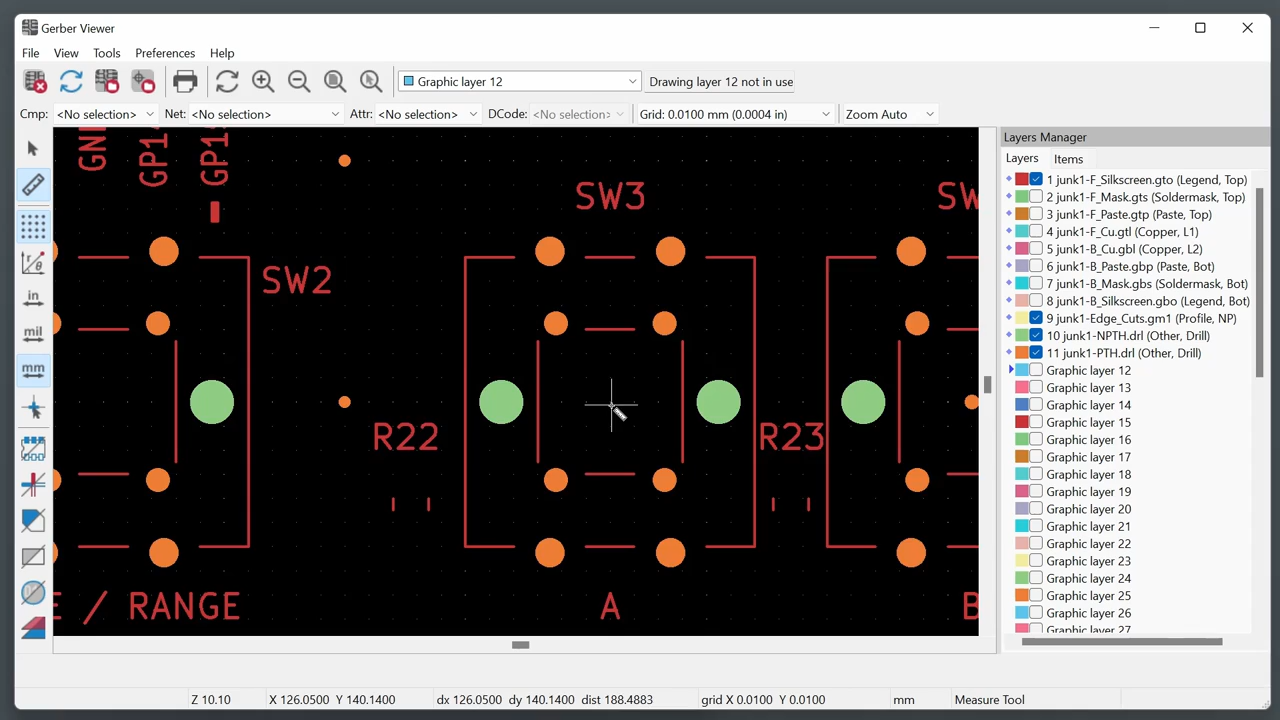 Gerber Viewer
File View Tools Preferences Help
Graphic layer 12 Drawing layer 12 not in use
Cmp: <No selection> Net: <No selection> Attr: <No selection> DCode: <No selection> Grid: 0.0100 mm (0.0004 in) Zoom Auto
in
mil
mm
GP1
GP1
SW3
SW2
R22
R23
E / RANGE
A
Layers Manager
Layers Items
1 junk1-F_Silkscreen.gto (Legend, Top)
2 junk1-F_Mask.gts (Soldermask, Top)
3 junk1-F_Paste.gtp (Paste, Top)
4 junk1-F_Cu.gtl (Copper, L1)
5 junk1-B_Cu.gbl (Copper, L2)
6 junk1-B_Paste.gbp (Paste, Bot)
7 junk1-B_Mask.gbs (Soldermask, Bot)
8 junk1-B_Silkscreen.gbo (Legend, Bot)
9 junk1-Edge_Cuts.gm1 (Profile, NP)
10 junk1-NPTH.drl (Other, Drill)
11 junk1-PTH.drl (Other, Drill)
Graphic layer 12
Graphic layer 13
Graphic layer 14
Graphic layer 15
Graphic layer 16
Graphic layer 17
Graphic layer 18
Graphic layer 19
Graphic layer 20
Graphic layer 21
Graphic layer 22
Graphic layer 23
Graphic layer 24
Graphic layer 25
Graphic layer 26
Graphic layer 27
Z 10.10 X 126.0500 Y 140.1400 dx 126.0500 dy 140.1400 dist 188.4883 grid X 0.0100 Y 0.0100 mm Measure Tool